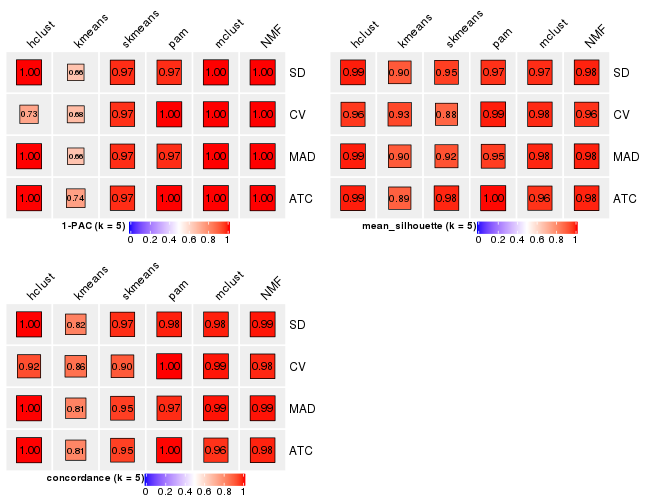 hclust kmeans skmeans pam mclust NMF
1.00 0.66 0.97 0.97 1.00 1.00 SD
0.73 0.68 0.97 1.00 1.00 1.00 CV
1.00 0.66 0.97 0.97 1.00 1.00 MAD
1.00 0.74 0.97 1.00 1.00 1.00 ATC
1-PAC (k = 5) 0 0.2 0.4 0.6 0.8 1
hclust kmeans skmeans pam mclust NMF
0.99 0.90 0.95 0.97 0.97 0.98 SD
0.96 0.93 0.88 0.99 0.98 0.96 CV
0.99 0.90 0.92 0.95 0.98 0.98 MAD
0.99 0.89 0.98 1.00 0.96 0.98 ATC
mean_silhouette (k = 5) 0 0.2 0.4 0.6 0.8 1
hclust kmeans skmeans pam mclust NMF
1.00 0.82 0.97 0.98 0.98 0.99 SD
0.92 0.86 0.90 1.00 0.99 0.98 CV
1.00 0.81 0.95 0.97 0.99 0.99 MAD
1.00 0.81 0.95 1.00 0.96 0.98 ATC
concordance (k = 5) 0 0.2 0.4 0.6 0.8 1